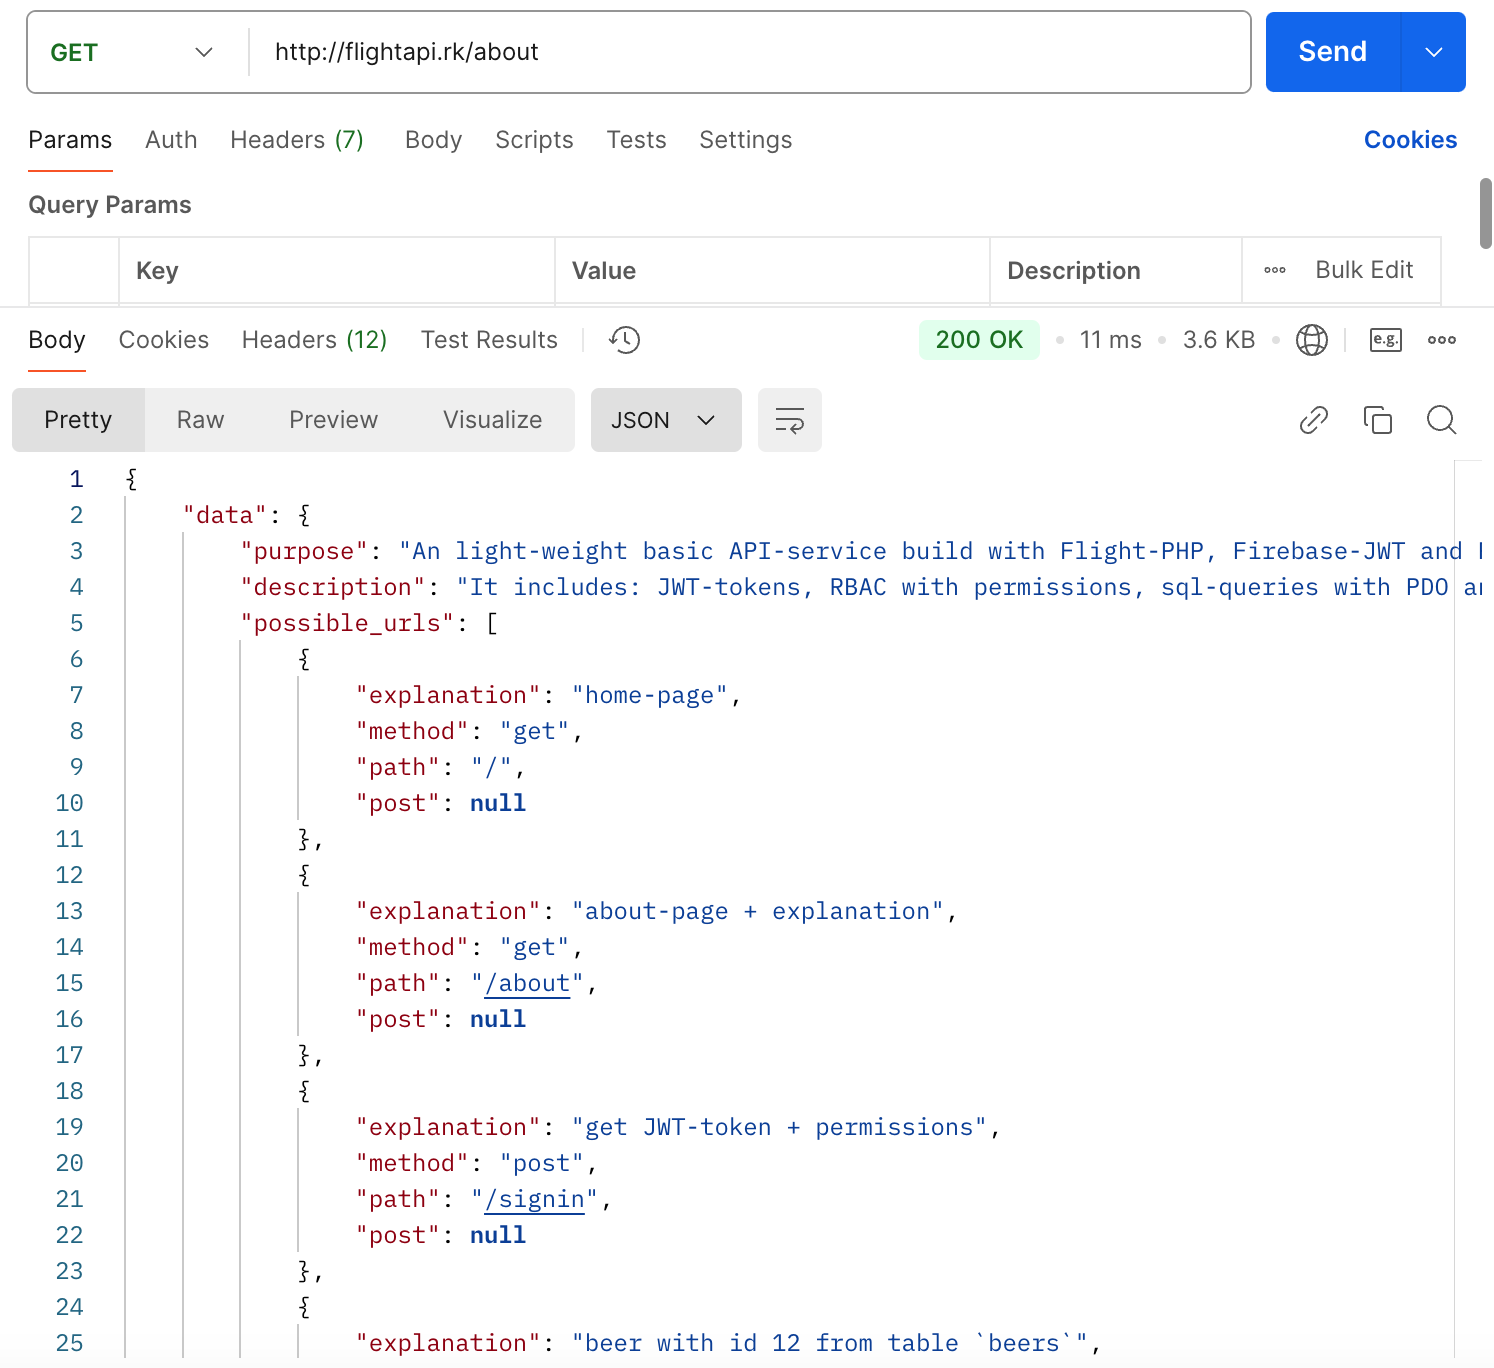 GET http://flightapi.rk/about Send
Params Auth Headers (7) Body Scripts Tests Settings Cookies
Query Params
Key Value Description Bulk Edit
Body Cookies Headers (12) Test Results 200 OK 11 ms 3.6 KB e.g.
Pretty Raw Preview Visualize JSON
1 {
2 "data": {
3 "purpose": "An light-weight basic API-service build with Flight-PHP, Firebase-JWT and
4 "description": "It includes: JWT-tokens, RBAC with permissions, sql-queries with PDO
5 "possible_urls": [
6 {
7 "explanation": "home-page",
8 "method": "get",
9 "path": "/",
10 "post": null
11 },
12 {
13 "explanation": "about-page + explanation",
14 "method": "get",
15 "path": "/about",
16 "post": null
17 },
18 {
19 "explanation": "get JWT-token + permissions",
20 "method": "post",
21 "path": "/signin",
22 "post": null
23 },
24 {
25 "explanation": "beer with id 12 from table `beers`",